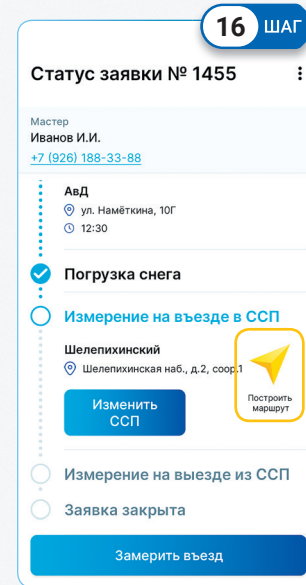 16 ШАГ
Статус заявки № 1455
Мастер
Иванов И.И.
+7 (926) 188-33-88
АвД
ул. Намёткина, 10Г
12:30
Погрузка снега
Измерение на въезде в ССП
Шелепихинский
Шелепихинская наб., д.2, соор.1
Построить
маршрут
Изменить
ССП
Измерение на выезде из ССП
Заявка закрыта
Замерить въезд